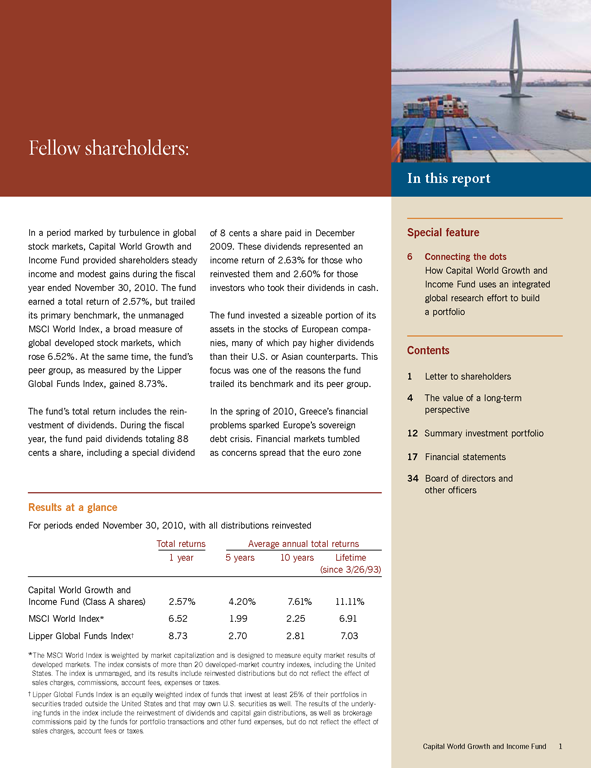 Fellow shareholders:
In a period marked by turbulence in global
stock markets, Capital World Growth and
Income Fund provided shareholders steady
income and modest gains during the fiscal
year ended November 30, 2010. The fund
earned a total return of 2.57%, but trailed
its primary benchmark, the unmanaged
MSCI World Index, a broad measure of
global developed stock markets, which
rose 6.52%. At the same time, the fund’s
peer group, as measured by the Lipper
Global Funds Index, gained 8.73%.
The fund’s total return includes the rein-
vestment of dividends. During the fiscal
year, the fund paid dividends totaling 88
cents a share, including a special dividend
of 8 cents a share paid in December
2009. These dividends represented an
income return of 2.63% for those who
reinvested them and 2.60% for those
investors who took their dividends in cash.
The fund invested a sizeable portion of its
assets in the stocks of European compa-
nies, many of which pay higher dividends
than their U.S. or Asian counterparts. This
focus was one of the reasons the fund
trailed its benchmark and its peer group.
In the spring of 2010, Greece’s financial
problems sparked Europe’s sovereign
debt crisis. Financial markets tumbled
as concerns spread that the euro zone
Results at a glance
For periods ended November 30, 2010, with all distributions reinvested
Total returns Average annual total returns
1 year 5 years 10 years Lifetime
(since 3/26/93)
Capital World Growth and
Income Fund (Class A shares) 2.57% 4.20% 7.61% 11.11%
MSCI World Index* 6.52 1.99 2.25 6.91
Lipper Global Funds Index† 8.73 2.70 2.81 7.03
*The MSCI World Index is weighted by market capitalization and is designed to measure equity market results of
developed markets. The index consists of more than 20 developed-market country indexes, including the United
States. The index is unmanaged, and its results include reinvested distributions but do not reflect the effect of
sales charges, commissions, account fees, expenses or taxes.
†Lipper Global Funds Index is an equally weighted index of funds that invest at least 25% of their portfolios in
securities traded outside the United States and that may own U.S. securities as well. The results of the underly-
ing funds in the index include the reinvestment of dividends and capital gain distributions, as well as brokerage
commissions paid by the funds for portfolio transactions and other fund expenses, but do not reflect the effect of
sales charges, account fees or taxes.
In this report
Special feature
6 Connecting the dots
How Capital World Growth and
Income Fund uses an integrated
global research effort to build
a portfolio
Contents
1 Letter to shareholders
4 The value of a long-term
perspective
12 Summary investment portfolio
17 Financial statements
34 Board of directors and
other officers
Capital World Growth and Income Fund 1